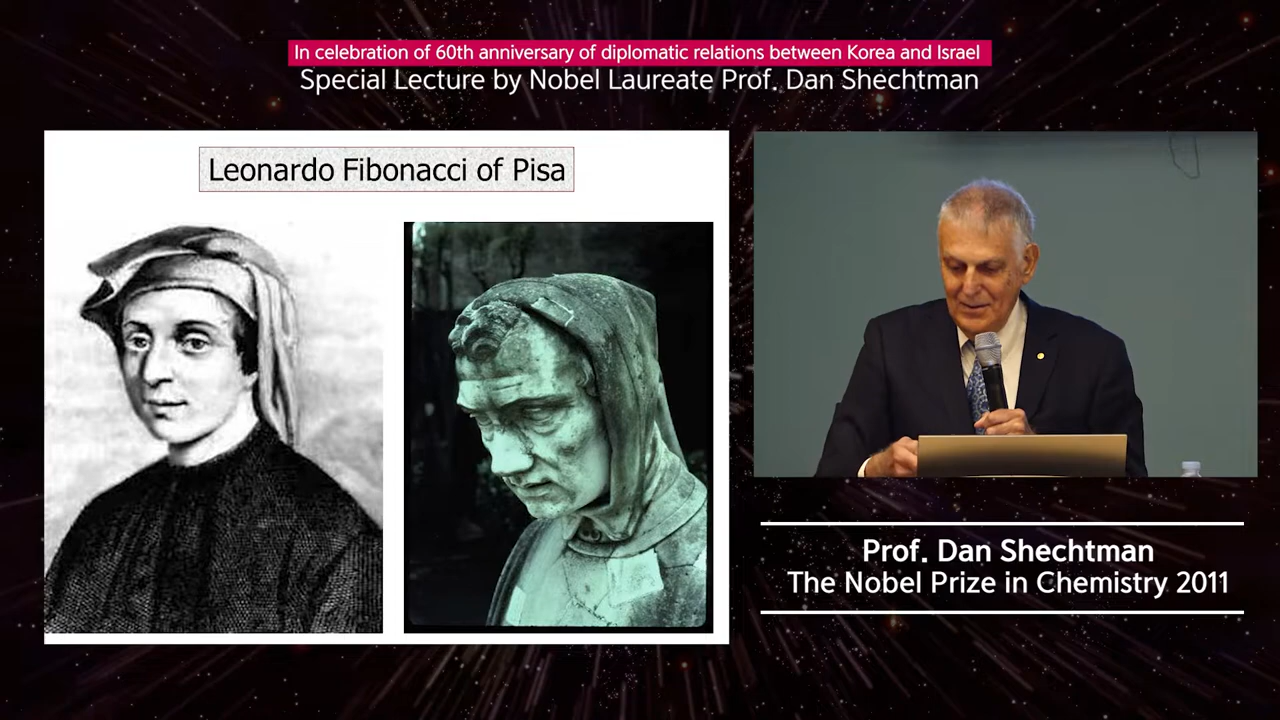 In celebration of 60th anniversary of diplomatic relations between Korea and Israel
Special Lecture by Nobel Laureate Prof. Dan Shechtman
Leonardo Fibonacci of Pisa
Prof. Dan Shechtman
The Nobel Prize in Chemistry 2011